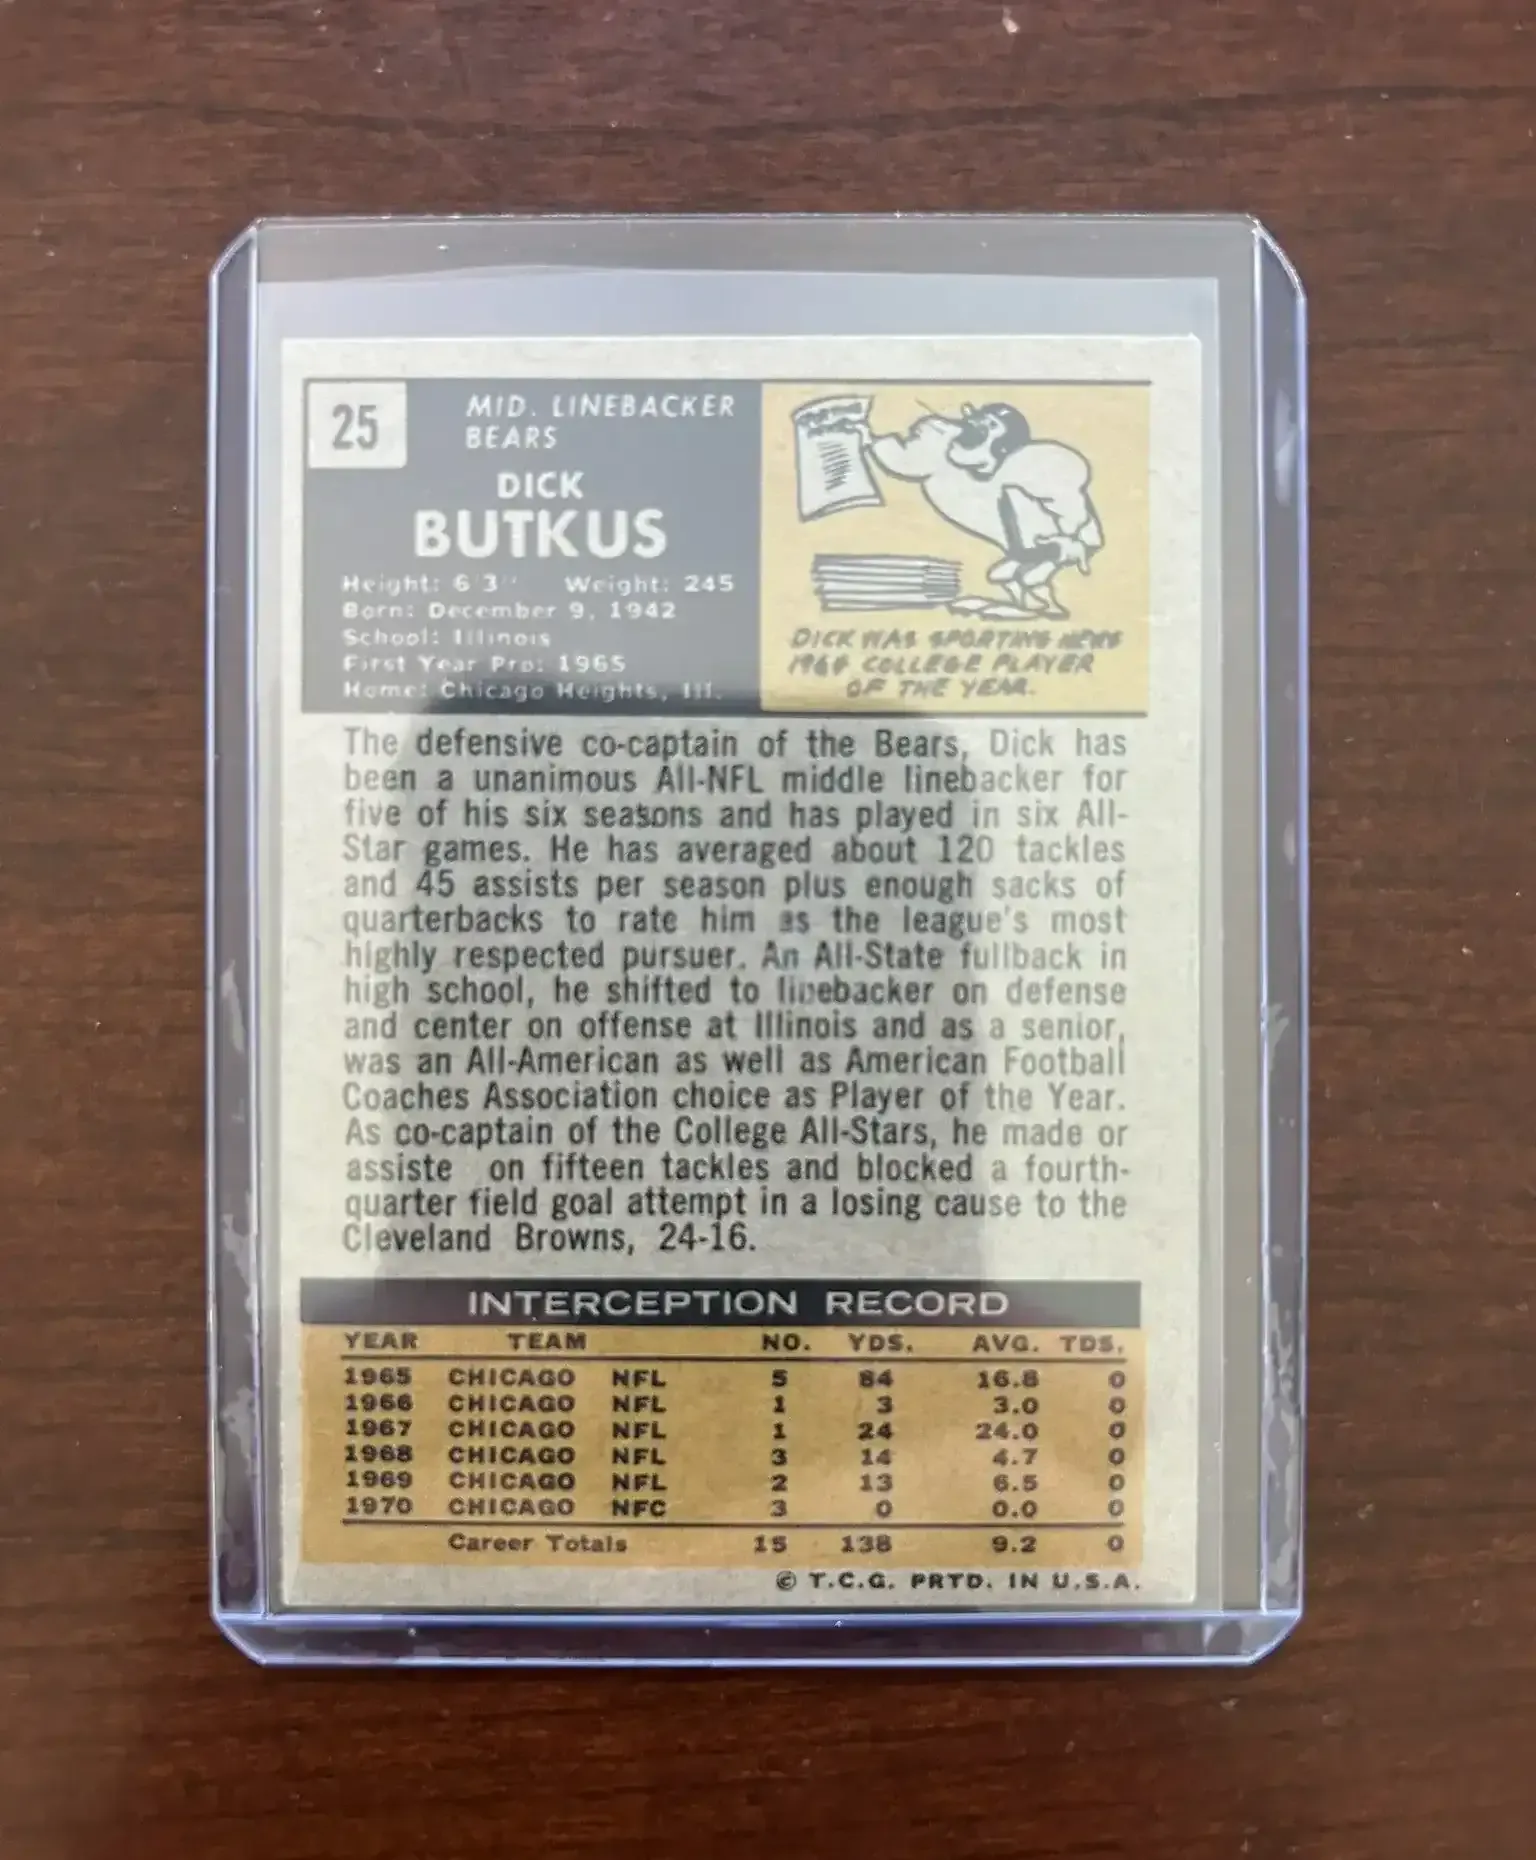 25
MID. LINEBACKER
BEARS
DICK
BUTKUS
Height: 6'3" Weight: 245
Born: December 9, 1942
School: Illinois
First Year Pro: 1965
Home: Chicago Heights, Ill.
DICK WAS SPORTING NEWS
1964 COLLEGE PLAYER
OF THE YEAR.
The defensive co-captain of the Bears, Dick has
been a unanimous All-NFL middle linebacker for
five of his six seasons and has played in six All-
Star games. He has averaged about 120 tackles
and 45 assists per season plus enough sacks of
quarterbacks to rate him as the league's most
highly respected pursuer. An All-State fullback in
high school, he shifted to linebacker on defense
and center on offense at Illinois and as a senior,
was an All-American as well as American Football
Coaches Association choice as Player of the Year.
As co-captain of the College All-Stars, he made or
assiste on fifteen tackles and blocked a fourth-
quarter field goal attempt in a losing cause to the
Cleveland Browns, 24-16.
INTERCEPTION RECORD
YEAR TEAM NO. YDS. AVG. TDS.
1965 CHICAGO NFL 5 84 16.8 0
1966 CHICAGO NFL 1 3 3.0 0
1967 CHICAGO NFL 1 24 24.0 0
1968 CHICAGO NFL 3 14 4.7 0
1969 CHICAGO NFL 2 13 6.5 0
1970 CHICAGO NFC 3 0 0.0 0
Career Totals 15 138 9.2 0
© T.C.G. PRTD. IN U.S.A.